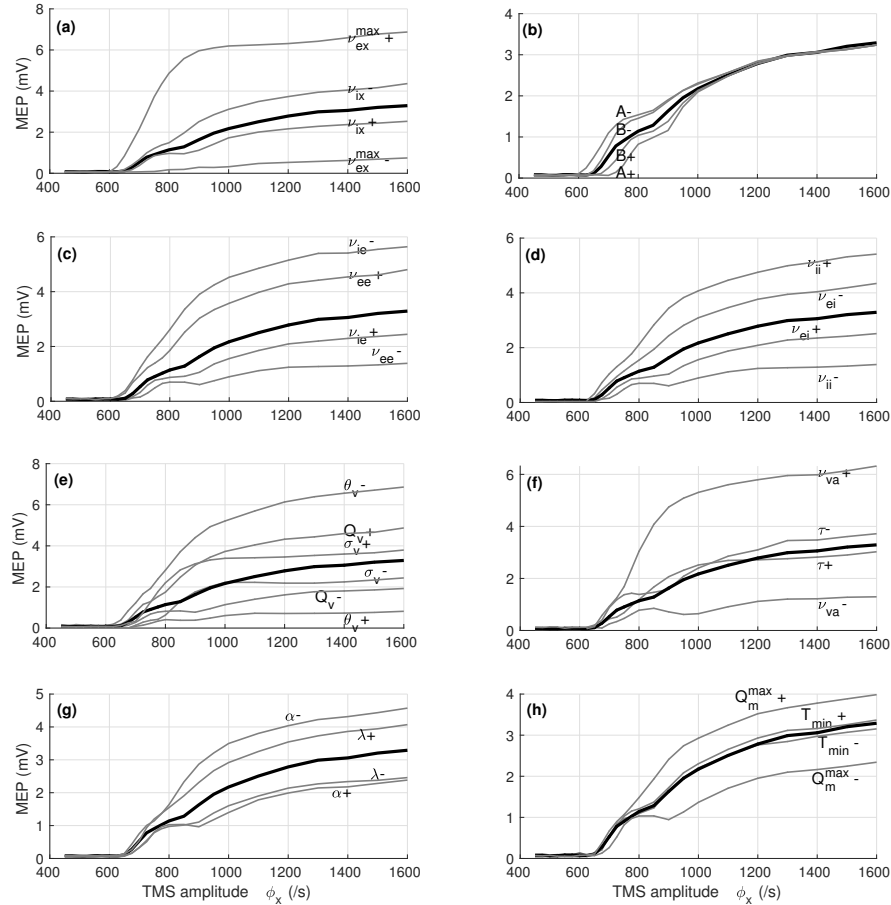 (a)
MEP (mV)
8
6
4
2
0
ν_ex^max +
ν_ix -
ν_ix +
ν_ex^max -
400 600 800 1000 1200 1400 1600
(b)
4
3
2
1
0
A-
B-
B+
A+
400 600 800 1000 1200 1400 1600
(c)
MEP (mV)
6
4
2
0
ν_ie -
ν_ee +
ν_ie +
ν_ee -
400 600 800 1000 1200 1400 1600
(d)
6
4
2
0
ν_ii +
ν_ei -
ν_ei +
ν_ii -
400 600 800 1000 1200 1400 1600
(e)
MEP (mV)
8
6
4
2
0
θ_v -
Q_v +
σ_v +
σ_v -
Q_v -
θ_v +
400 600 800 1000 1200 1400 1600
(f)
6
4
2
0
ν_va +
τ-
τ+
ν_va -
400 600 800 1000 1200 1400 1600
(g)
MEP (mV)
5
4
3
2
1
0
α-
λ+
λ-
α+
400 600 800 1000 1200 1400 1600
TMS amplitude ϕ_x (/s)
(h)
4
3
2
1
0
Q_m^max +
T_min +
T_min -
Q_m^max -
400 600 800 1000 1200 1400 1600
TMS amplitude ϕ_x (/s)